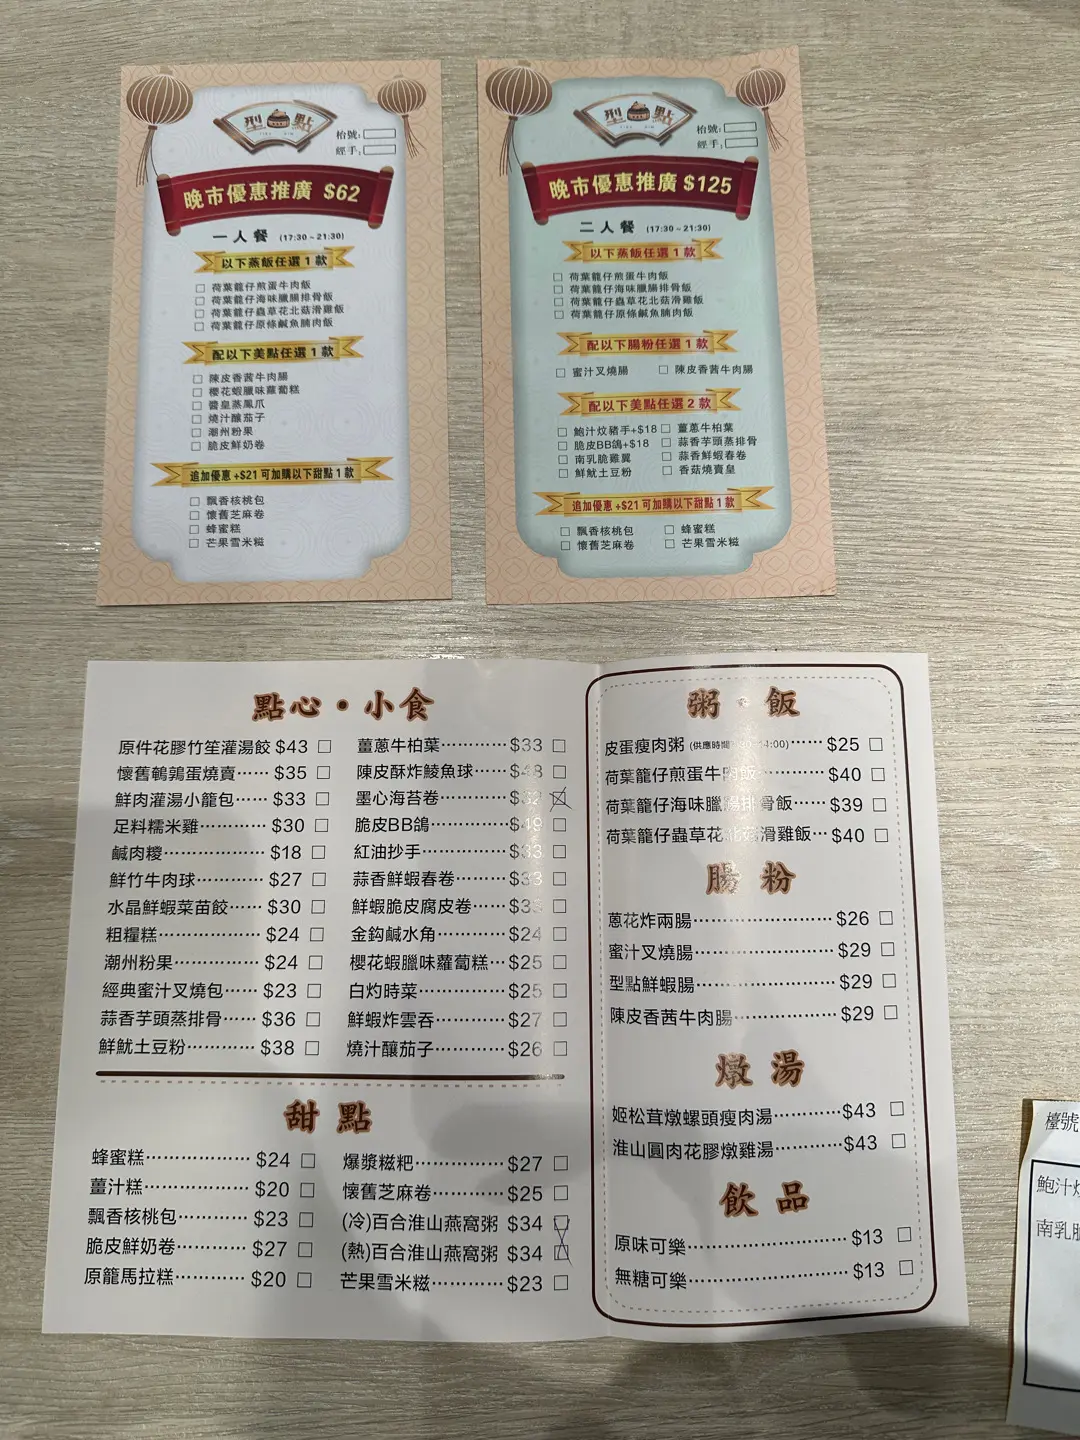 型點
枱號:
經手:
晚市優惠推廣 $62
一人餐 (17:30~21:30)
以下蒸飯任選 1 款
荷葉籠仔煎蛋牛肉飯
荷葉籠仔海味臘腸排骨飯
荷葉籠仔蟲草花北菇滑雞飯
荷葉籠仔原條鹹魚腩肉飯
配以下美點任選 1 款
陳皮香茜牛肉腸
櫻花蝦臘味蘿蔔糕
醬皇蒸鳳爪
燒汁釀茄子
潮州粉果
脆皮鮮奶卷
追加優惠 +$21 可加購以下甜點 1 款
飄香核桃包
懷舊芝麻卷
蜂蜜糕
芒果雪米糍
型點
枱號:
經手:
晚市優惠推廣 $125
二人餐 (17:30~21:30)
以下蒸飯任選 1 款
荷葉籠仔煎蛋牛肉飯
荷葉籠仔海味臘腸排骨飯
荷葉籠仔蟲草花北菇滑雞飯
荷葉籠仔原條鹹魚腩肉飯
配以下腸粉任選 1 款
蜜汁叉燒腸 陳皮香茜牛肉腸
配以下美點任選 2 款
鮑汁炆豬手+$18 薑蔥牛柏葉
脆皮BB鴿+$18 蒜香芋頭蒸排骨
南乳脆雞翼 蒜香鮮蝦春卷
鮮魷土豆粉 香菇燒賣皇
追加優惠 +$21 可加購以下甜點 1 款
飄香核桃包 蜂蜜糕
懷舊芝麻卷 芒果雪米糍
點心・小食
原件花膠竹笙灌湯餃 $43
懷舊鵪鶉蛋燒賣⋯⋯ $35
鮮肉灌湯小籠包⋯⋯ $33
足料糯米雞⋯⋯⋯⋯ $30
鹹肉糭⋯⋯⋯⋯⋯⋯ $18
鮮竹牛肉球⋯⋯⋯⋯ $27
水晶鮮蝦菜苗餃⋯⋯ $30
粗糧糕⋯⋯⋯⋯⋯⋯ $24
潮州粉果⋯⋯⋯⋯⋯ $24
經典蜜汁叉燒包⋯⋯ $23
蒜香芋頭蒸排骨⋯⋯ $36
鮮魷土豆粉⋯⋯⋯⋯ $38
薑蔥牛柏葉⋯⋯⋯⋯ $33
陳皮酥炸鯪魚球⋯⋯ $48
墨心海苔卷⋯⋯⋯⋯
脆皮BB鴿⋯⋯⋯⋯ $49
紅油抄手⋯⋯⋯⋯⋯ $33
蒜香鮮蝦春卷⋯⋯⋯ $33
鮮蝦脆皮腐皮卷⋯⋯
金鈎鹹水角⋯⋯⋯⋯ $24
櫻花蝦臘味蘿蔔糕⋯ $25
白灼時菜⋯⋯⋯⋯⋯ $25
鮮蝦炸雲吞⋯⋯⋯⋯ $27
燒汁釀茄子⋯⋯⋯⋯ $26
甜點
蜂蜜糕⋯⋯⋯⋯⋯⋯ $24
薑汁糕⋯⋯⋯⋯⋯⋯ $20
飄香核桃包⋯⋯⋯⋯ $23
脆皮鮮奶卷⋯⋯⋯⋯ $27
原籠馬拉糕⋯⋯⋯⋯ $20
爆漿糍粑⋯⋯⋯⋯⋯ $27
懷舊芝麻卷⋯⋯⋯⋯ $25
(冷)百合淮山燕窩粥 $34
(熱)百合淮山燕窩粥 $34
芒果雪米糍⋯⋯⋯⋯ $23
粥・飯
皮蛋瘦肉粥 (供應時間 14:00)⋯⋯ $25
荷葉籠仔煎蛋牛肉飯⋯⋯⋯ $40
荷葉籠仔海味臘腸排骨飯⋯⋯ $39
荷葉籠仔蟲草花北菇滑雞飯⋯ $40
腸粉
蔥花炸兩腸⋯⋯⋯⋯⋯⋯ $26
蜜汁叉燒腸⋯⋯⋯⋯⋯⋯ $29
型點鮮蝦腸⋯⋯⋯⋯⋯⋯ $29
陳皮香茜牛肉腸⋯⋯⋯⋯ $29
燉湯
姬松茸燉螺頭瘦肉湯⋯⋯⋯ $43
淮山圓肉花膠燉雞湯⋯⋯⋯ $43
飲品
原味可樂⋯⋯⋯⋯⋯⋯⋯ $13
無糖可樂⋯⋯⋯⋯⋯⋯⋯ $13
檯號
鮑汁
南乳